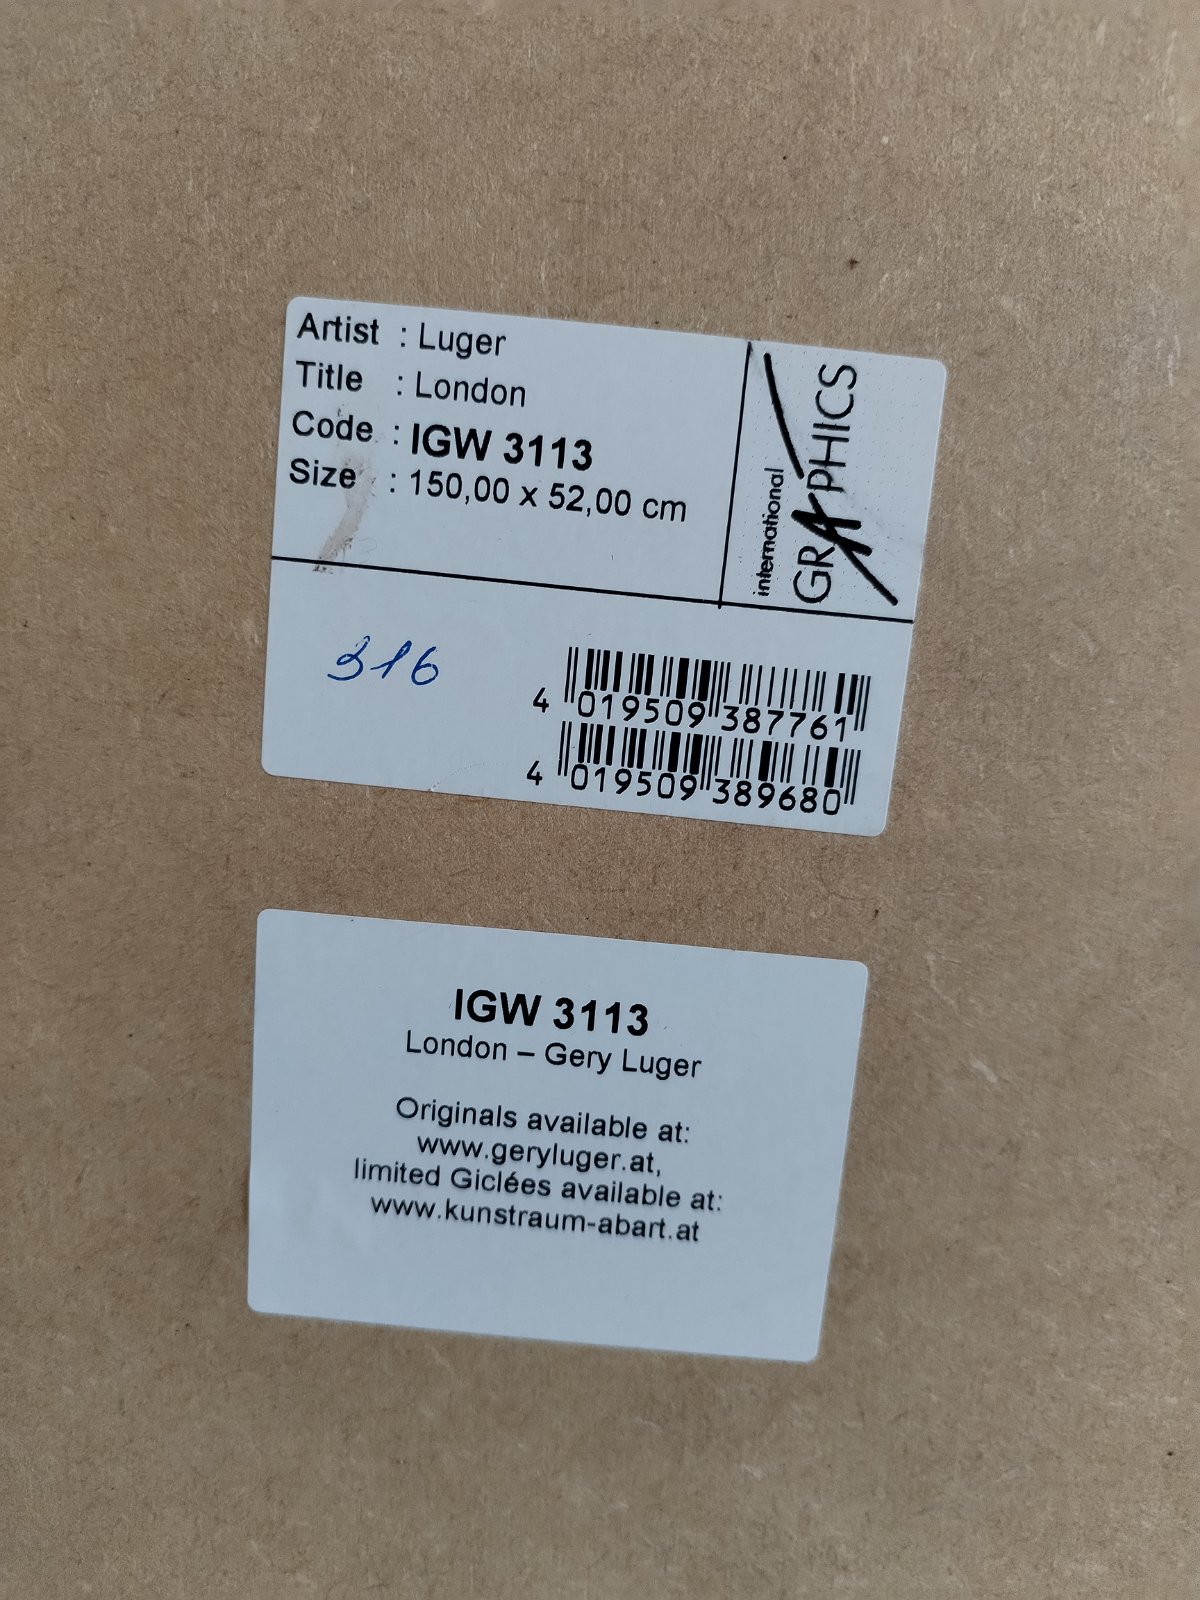 Artist : Luger
Title : London
Code : IGW 3113
Size : 150,00 x 52,00 cm
international
GRAPHICS
316
4 019509 387761
4 019509 389680
IGW 3113
London – Gery Luger
Originals available at:
www.geryluger.at,
limited Giclées available at:
www.kunstraum-abart.at